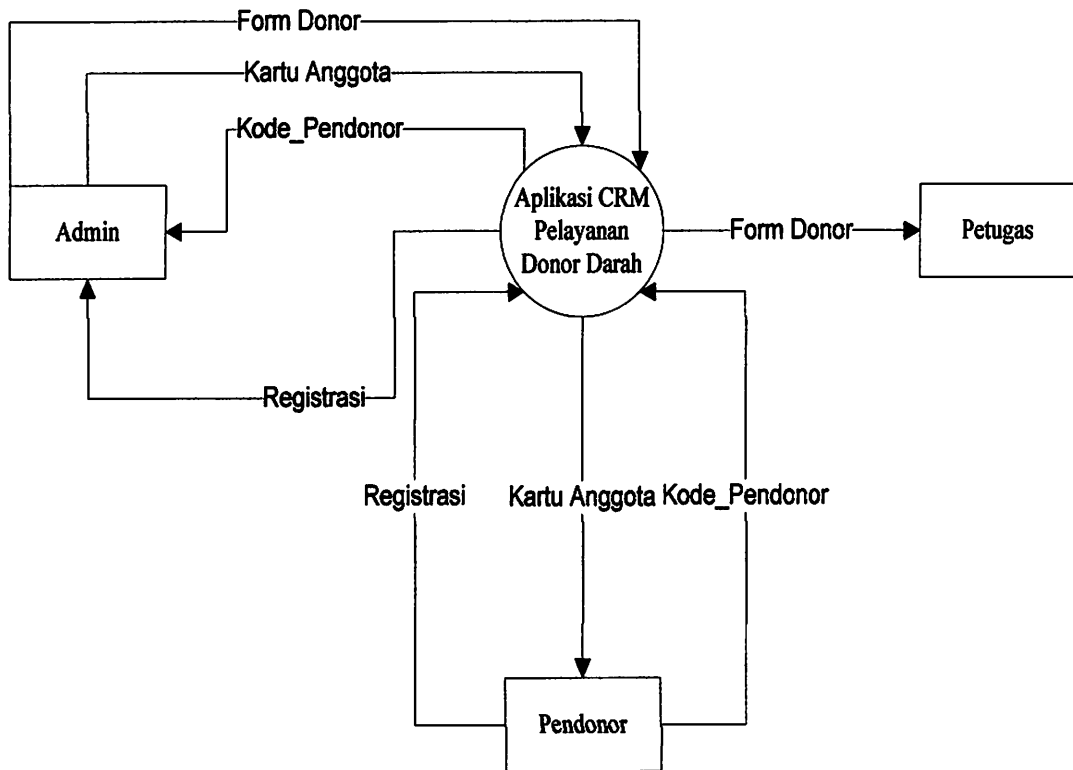 Form Donor
Kartu Anggota
Kode_Pendonor
Admin
Aplikasi CRM
Pelayanan
Donor Darah
Form Donor
Petugas
Registrasi
Registrasi
Kartu Anggota
Kode_Pendonor
Pendonor